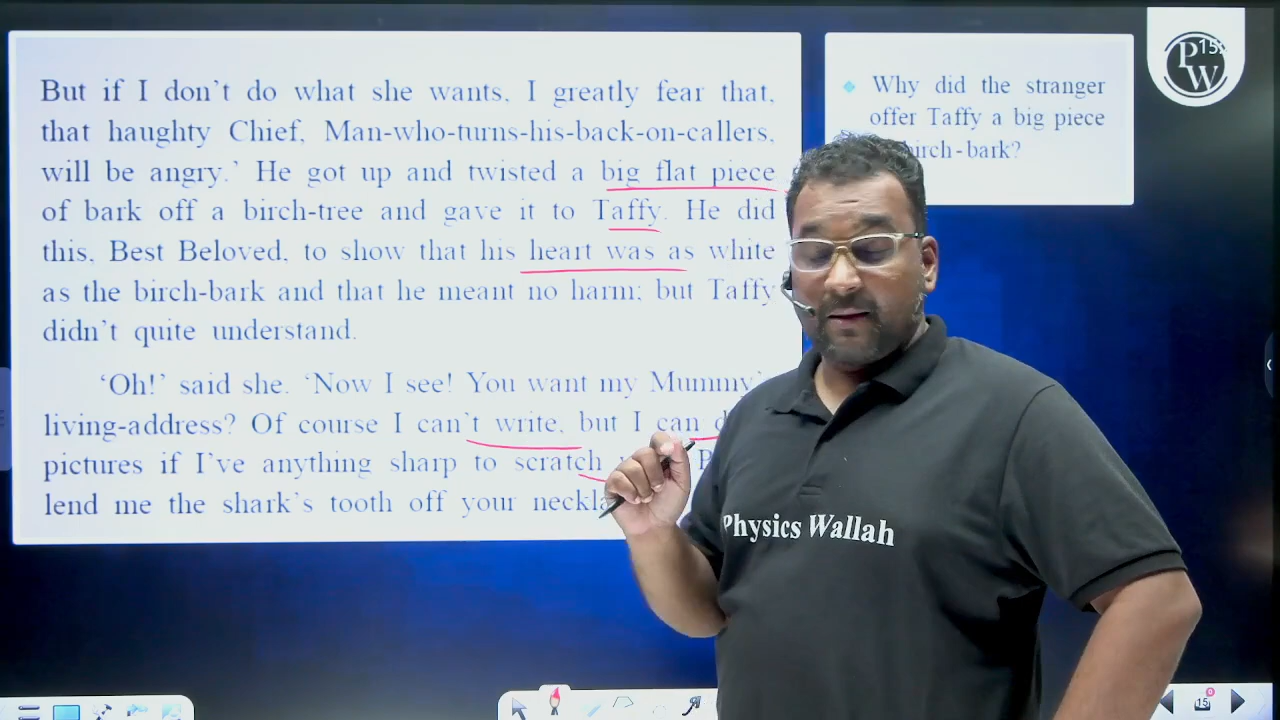 But if I don't do what she wants, I greatly fear that,
that haughty Chief, Man-who-turns-his-back-on-callers,
will be angry.' He got up and twisted a big flat piece
of bark off a birch-tree and gave it to Taffy. He did
this, Best Beloved, to show that his heart was as white
as the birch-bark and that he meant no harm; but Taffy
didn't quite understand.
'Oh!' said she. 'Now I see! You want my Mummy's
living-address? Of course I can't write, but I can
pictures if I've anything sharp to scratch
lend me the shark's tooth off your
Why did the stranger
offer Taffy a big piece
birch-bark?
PW
15
Physics Wallah
15
0